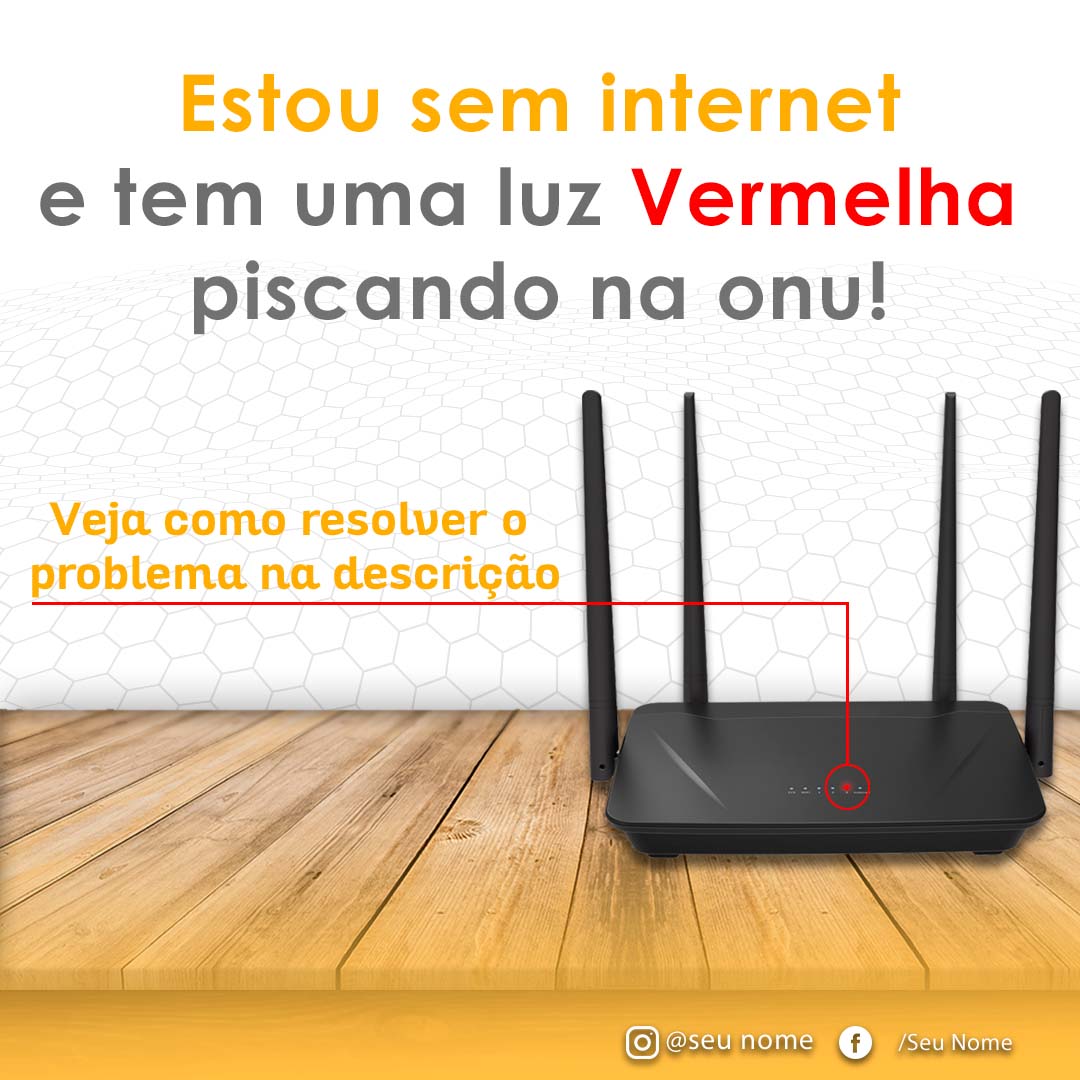 Estou sem internet
e tem uma luz Vermelha
piscando na onu!
Veja como resolver o
problema na descrição
@seu nome
/Seu Nome